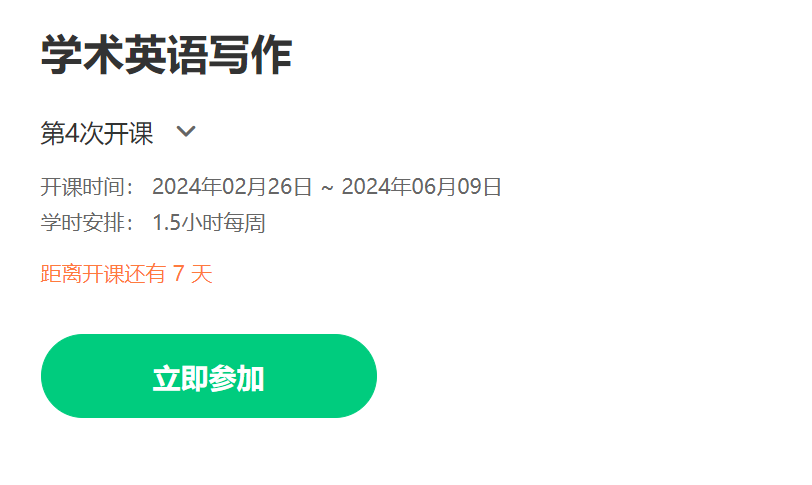 学术英语写作
第4次开课
开课时间： 2024年02月26日 ~ 2024年06月09日
学时安排： 1.5小时每周
距离开课还有 7 天
立即参加